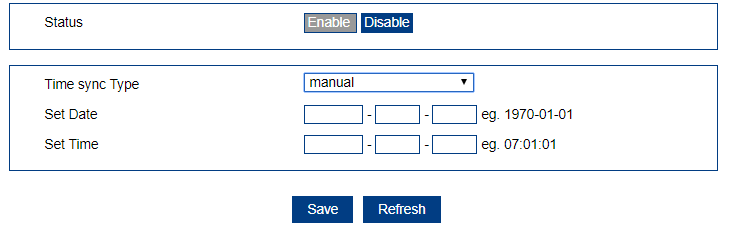 Status Enable Disable
Time sync Type manual
Set Date - - eg. 1970-01-01
Set Time - - eg. 07:01:01
Save Refresh